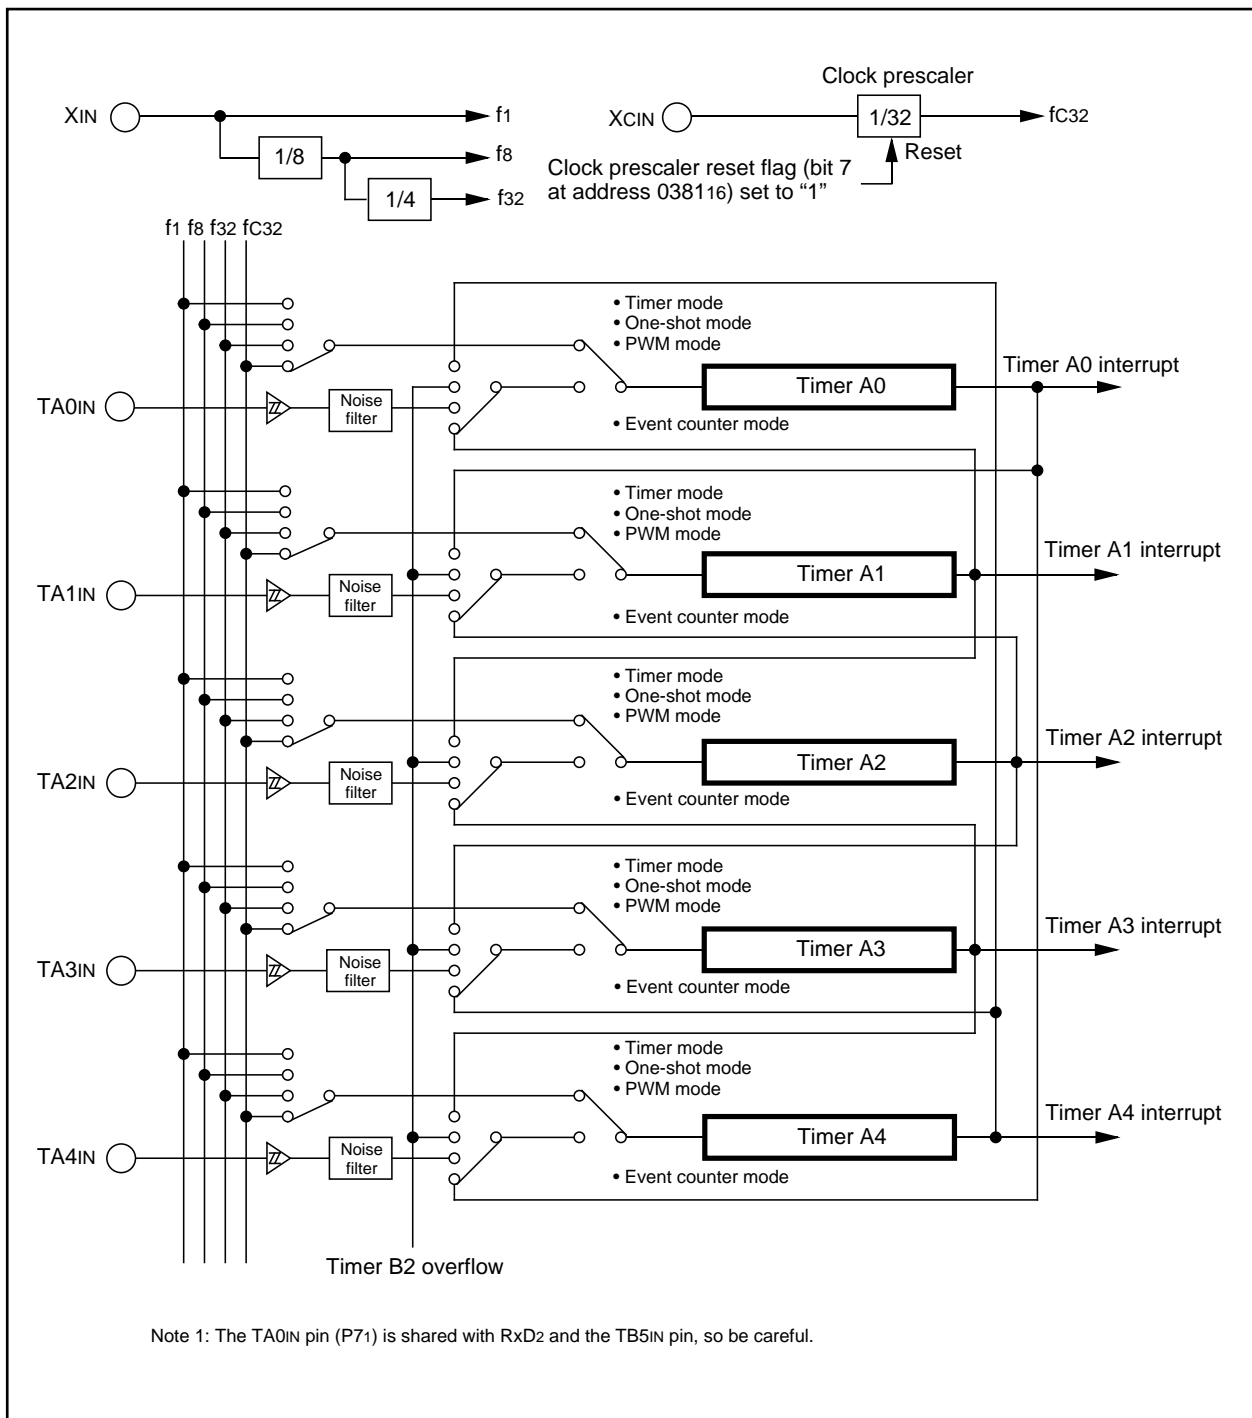 Clock prescaler
XIN f1 XCIN 1/32 fC32
1/8 f8 Reset
Clock prescaler reset flag (bit 7
at address 038116) set to “1”
1/4 f32
f1 f8 f32 fC32
• Timer mode
• One-shot mode
• PWM mode
Timer A0 interrupt
TA0IN
Noise
filter
Timer A0
• Event counter mode
• Timer mode
• One-shot mode
• PWM mode
Timer A1 interrupt
TA1IN
Noise
filter
Timer A1
• Event counter mode
• Timer mode
• One-shot mode
• PWM mode
Timer A2 interrupt
TA2IN
Noise
filter
Timer A2
• Event counter mode
• Timer mode
• One-shot mode
• PWM mode
Timer A3 interrupt
TA3IN
Noise
filter
Timer A3
• Event counter mode
• Timer mode
• One-shot mode
• PWM mode
Timer A4 interrupt
TA4IN
Noise
filter
Timer A4
• Event counter mode
Timer B2 overflow
Note 1: The TA0IN pin (P71) is shared with RxD2 and the TB5IN pin, so be careful.